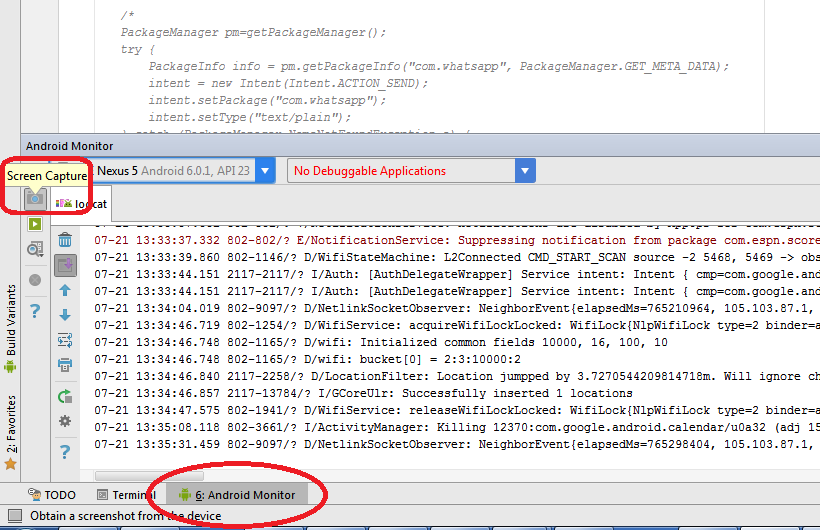 /*
PackageManager pm=getPackageManager();
try {
PackageInfo info = pm.getPackageInfo("com.whatsapp", PackageManager.GET_META_DATA);
intent = new Intent(Intent.ACTION_SEND);
intent.setPackage("com.whatsapp");
intent.setType("text/plain");
Android Monitor
Screen Capture
Nexus 5 Android 6.0.1, API 23
No Debuggable Applications
logcat
07-21 13:33:37.332 802-802/? E/NotificationService: Suppressing notification from package com.espn.score
07-21 13:33:39.860 802-1146/? D/WifiStateMachine: L2Connected CMD_START_SCAN source -2 5468, 5469 -> obs
07-21 13:33:44.151 2117-2117/? I/Auth: [AuthDelegateWrapper] Service intent: Intent { cmp=com.google.and
07-21 13:33:44.151 2117-2117/? I/Auth: [AuthDelegateWrapper] Service intent: Intent { cmp=com.google.and
07-21 13:34:04.019 802-9097/? D/NetlinkSocketObserver: NeighborEvent{elapsedMs=765210964, 105.103.87.1,
07-21 13:34:46.719 802-1254/? D/WifiService: acquireWifiLockLocked: WifiLock{NlpWifiLock type=2 binder=a
07-21 13:34:46.748 802-1165/? D/wifi: Initialized common fields 10000, 16, 100, 10
07-21 13:34:46.748 802-1165/? D/wifi: bucket[0] = 2:3:10000:2
07-21 13:34:46.840 2117-2258/? D/LocationFilter: Location jumpped by 3.7270544209814718m. Will ignore ch
07-21 13:34:46.857 2117-13784/? I/GCoreUlr: Successfully inserted 1 locations
07-21 13:34:47.575 802-1941/? D/WifiService: releaseWifiLockLocked: WifiLock{NlpWifiLock type=2 binder=a
07-21 13:35:08.118 802-3661/? I/ActivityManager: Killing 12370:com.google.android.calendar/u0a32 (adj 15
07-21 13:35:31.459 802-9097/? D/NetlinkSocketObserver: NeighborEvent{elapsedMs=765298404, 105.103.87.1,
Build Variants
2: Favorites
TODO
Terminal
6: Android Monitor
Obtain a screenshot from the device